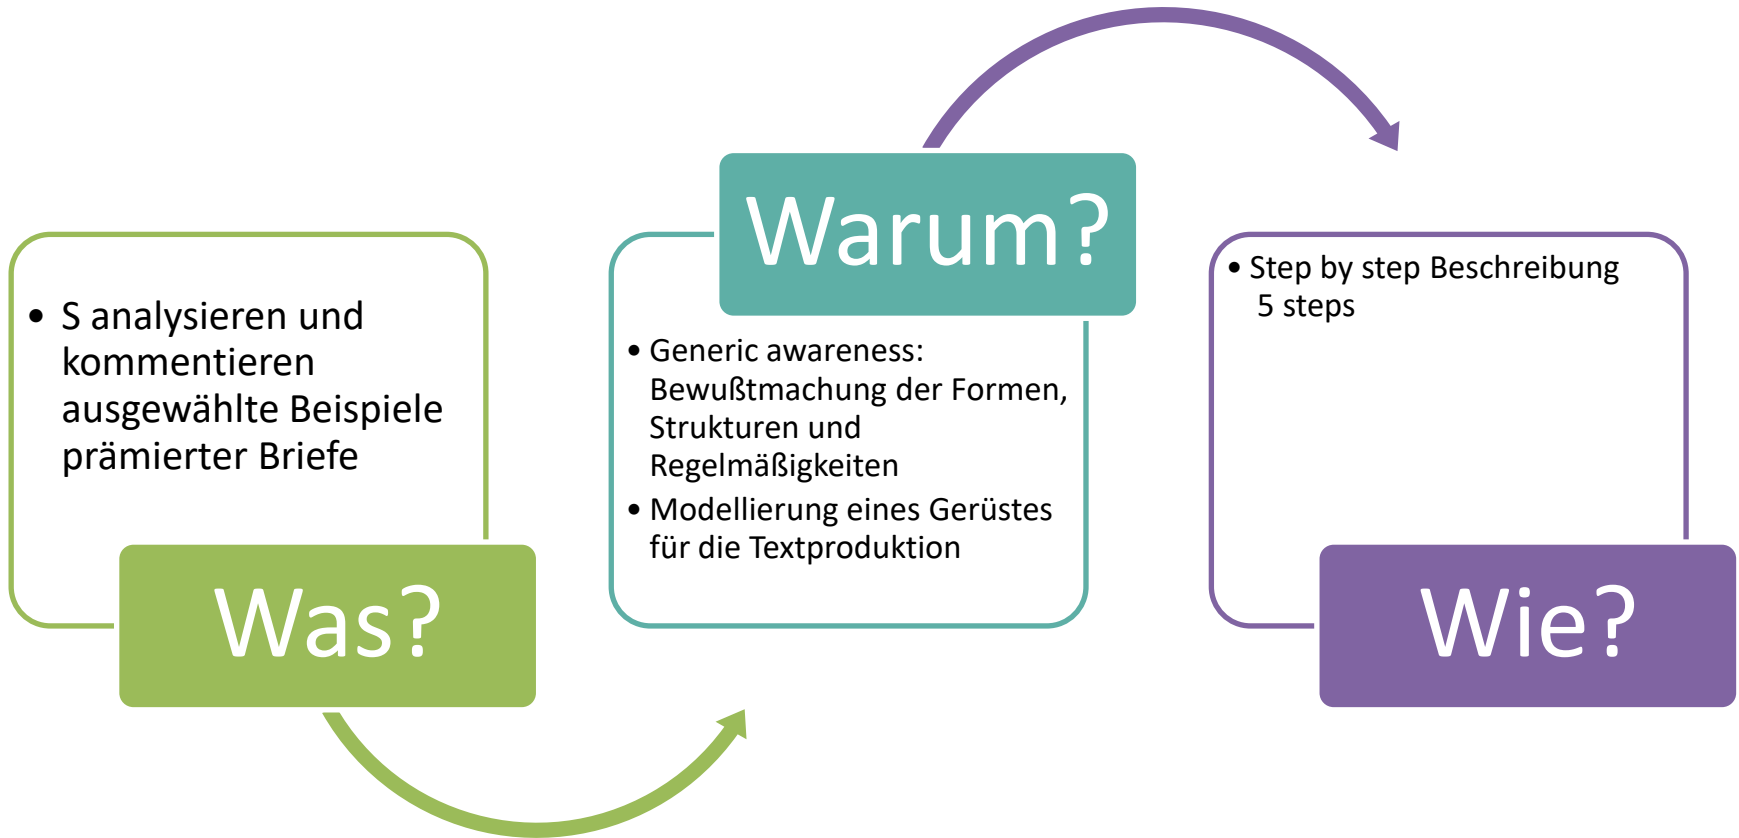 • S analysieren und
kommentieren
ausgewählte Beispiele
prämierter Briefe
Was?
Warum?
• Generic awareness:
Bewußtmachung der Formen,
Strukturen und
Regelmäßigkeiten
• Modellierung eines Gerüstes
für die Textproduktion
• Step by step Beschreibung
5 steps
Wie?